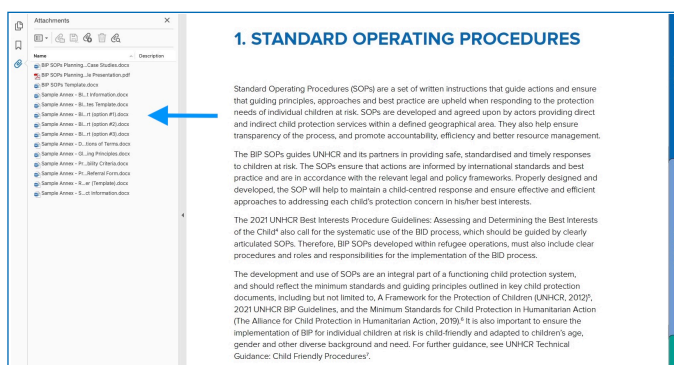 Attachments
Name
Description
BIP SOPs Planning...Case Studies.docx
BIP SOPs Planning...le Presentation.pdf
BIP SOPs Template.docx
Sample Annex - BI...t Information.docx
Sample Annex - BI...tes Template.docx
Sample Annex - BI...rt (option #1).docx
Sample Annex - BI...rt (option #2).docx
Sample Annex - BI...rt (option #3).docx
Sample Annex - D...tions of Terms.docx
Sample Annex - Gl...ing Principles.docx
Sample Annex - Pr...bility Criteria.docx
Sample Annex - Pr...Referral Form.docx
Sample Annex - R...er (Template).docx
Sample Annex - S...ct Information.docx
1. STANDARD OPERATING PROCEDURES
Standard Operating Procedures (SOPs) are a set of written instructions that guide actions and ensure
that guiding principles, approaches and best practice are upheld when responding to the protection
needs of individual children at risk. SOPs are developed and agreed upon by actors providing direct
and indirect child protection services within a defined geographical area. They also help ensure
transparency of the process, and promote accountability, efficiency and better resource management.
The BIP SOPs guides UNHCR and its partners in providing safe, standardised and timely responses
to children at risk. The SOPs ensure that actions are informed by international standards and best
practice and are in accordance with the relevant legal and policy frameworks. Properly designed and
developed, the SOP will help to maintain a child-centred response and ensure effective and efficient
approaches to addressing each child's protection concern in his/her best interests.
The 2021 UNHCR Best Interests Procedure Guidelines: Assessing and Determining the Best Interests
of the Child⁴ also call for the systematic use of the BID process, which should be guided by clearly
articulated SOPs. Therefore, BIP SOPs developed within refugee operations, must also include clear
procedures and roles and responsibilities for the implementation of the BID process.
The development and use of SOPs are an integral part of a functioning child protection system,
and should reflect the minimum standards and guiding principles outlined in key child protection
documents, including but not limited to, A Framework for the Protection of Children (UNHCR, 2012)⁵,
2021 UNHCR BIP Guidelines, and the Minimum Standards for Child Protection in Humanitarian Action
(The Alliance for Child Protection in Humanitarian Action, 2019).⁶ It is also important to ensure the
implementation of BIP for individual children at risk is child-friendly and adapted to children's age,
gender and other diverse background and need. For further guidance, see UNHCR Technical
Guidance: Child Friendly Procedures⁷.